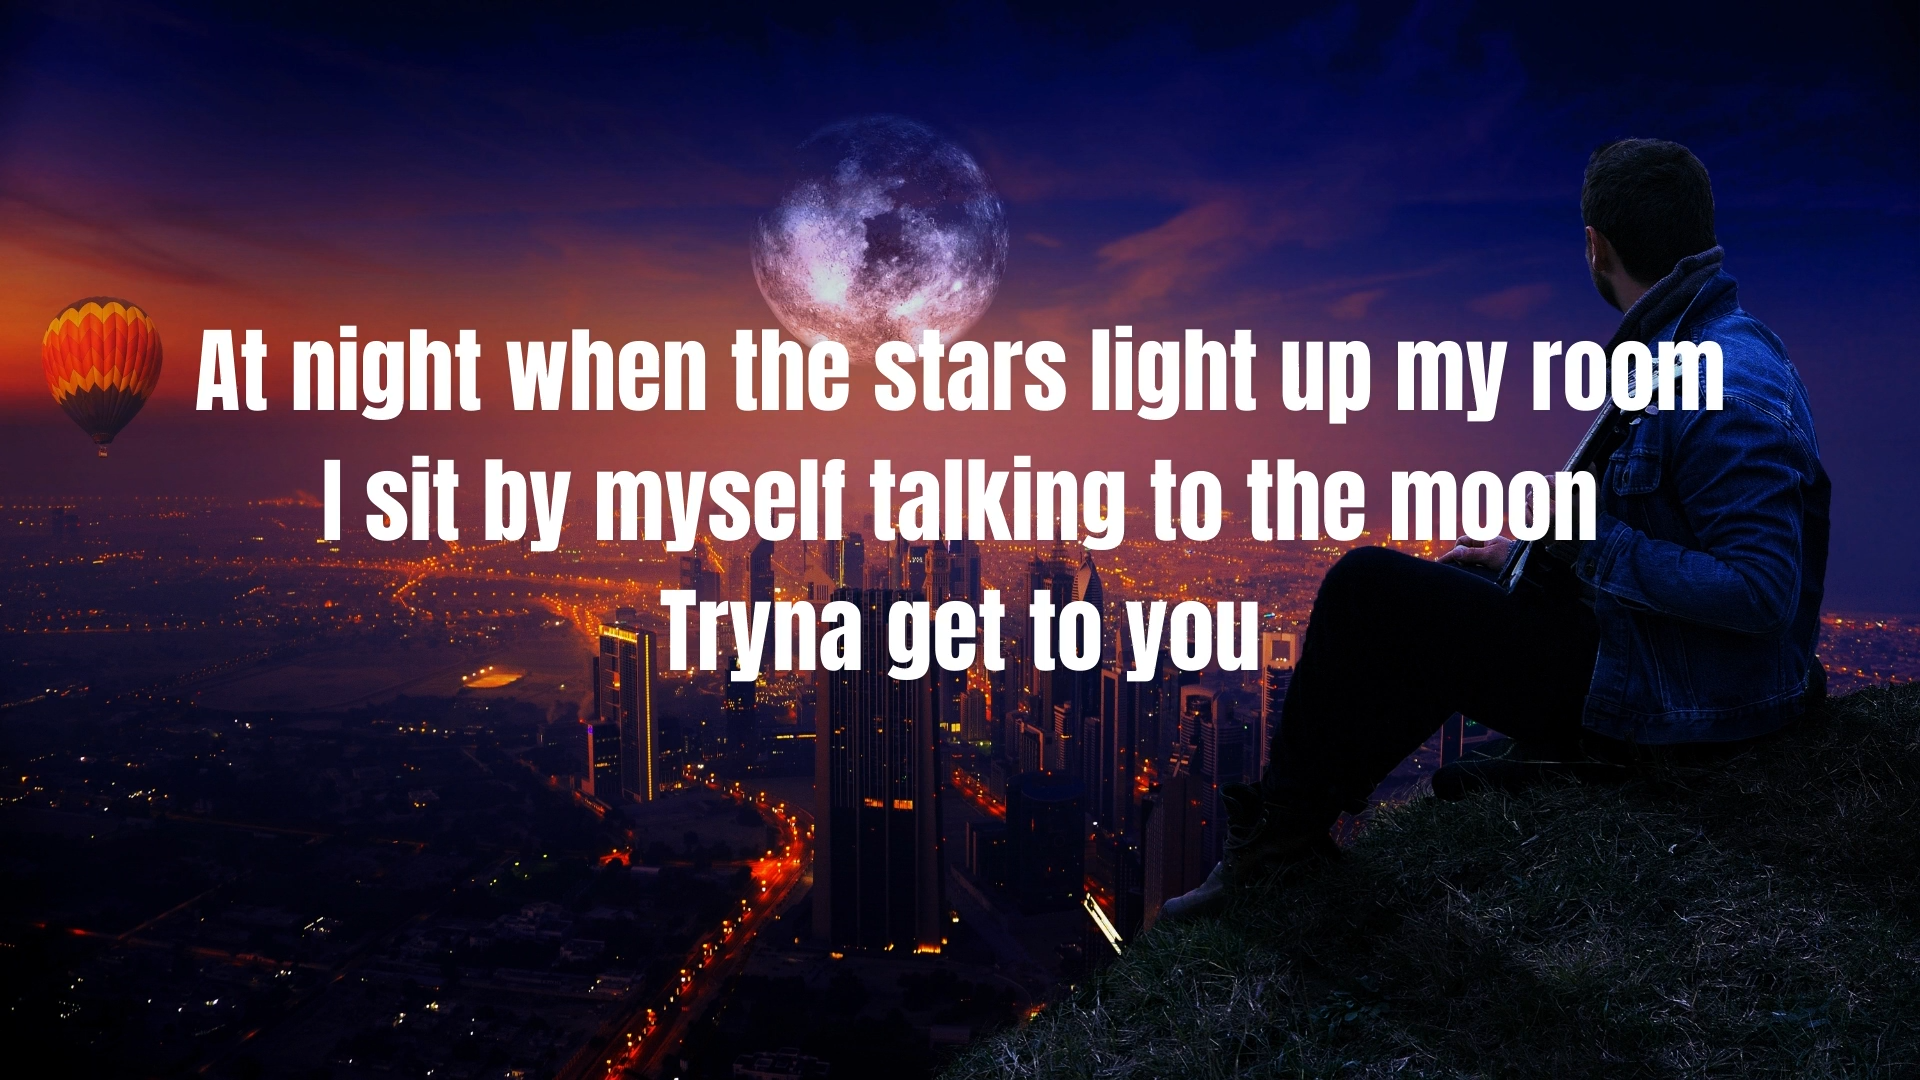 At night when the stars light up my room
I sit by myself talking to the moon
Tryna get to you